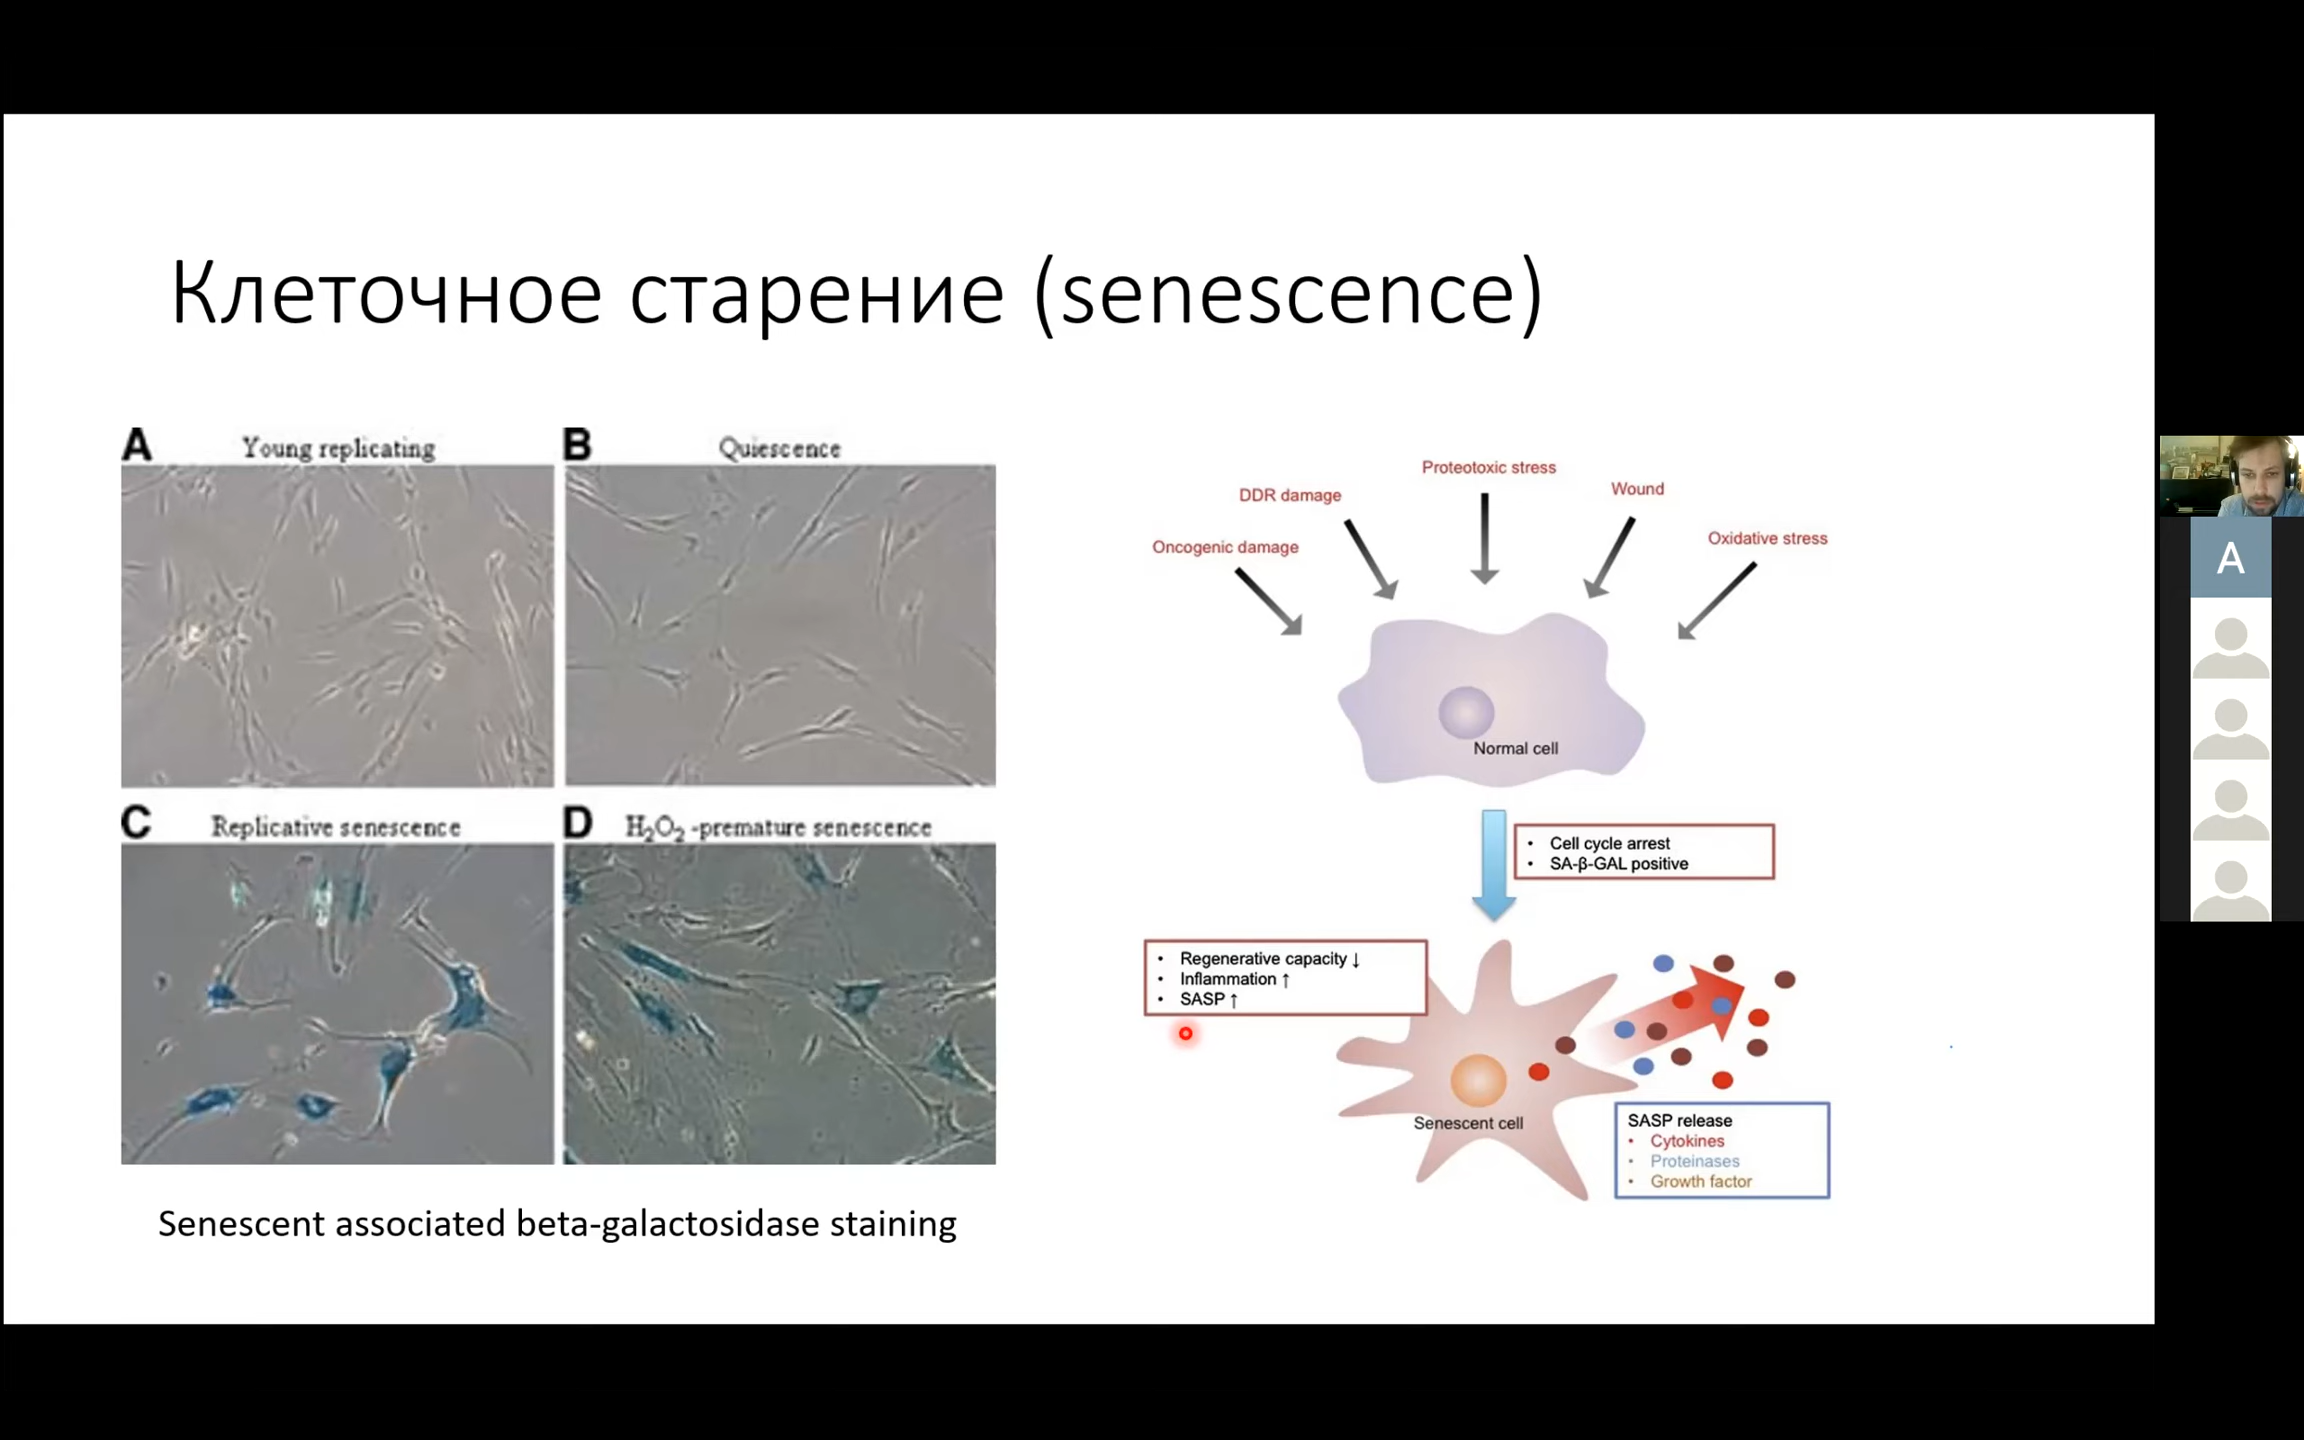 Клеточное старение (senescence)
A Young replicating
B Quiescence
C Replicative senescence
D H₂O₂ -premature senescence
Senescent associated beta-galactosidase staining
Proteotoxic stress
DDR damage
Wound
Oncogenic damage
Oxidative stress
Normal cell
• Cell cycle arrest
• SA-β-GAL positive
• Regenerative capacity ↓
• Inflammation ↑
• SASP ↑
Senescent cell
SASP release
• Cytokines
• Proteinases
• Growth factor
A